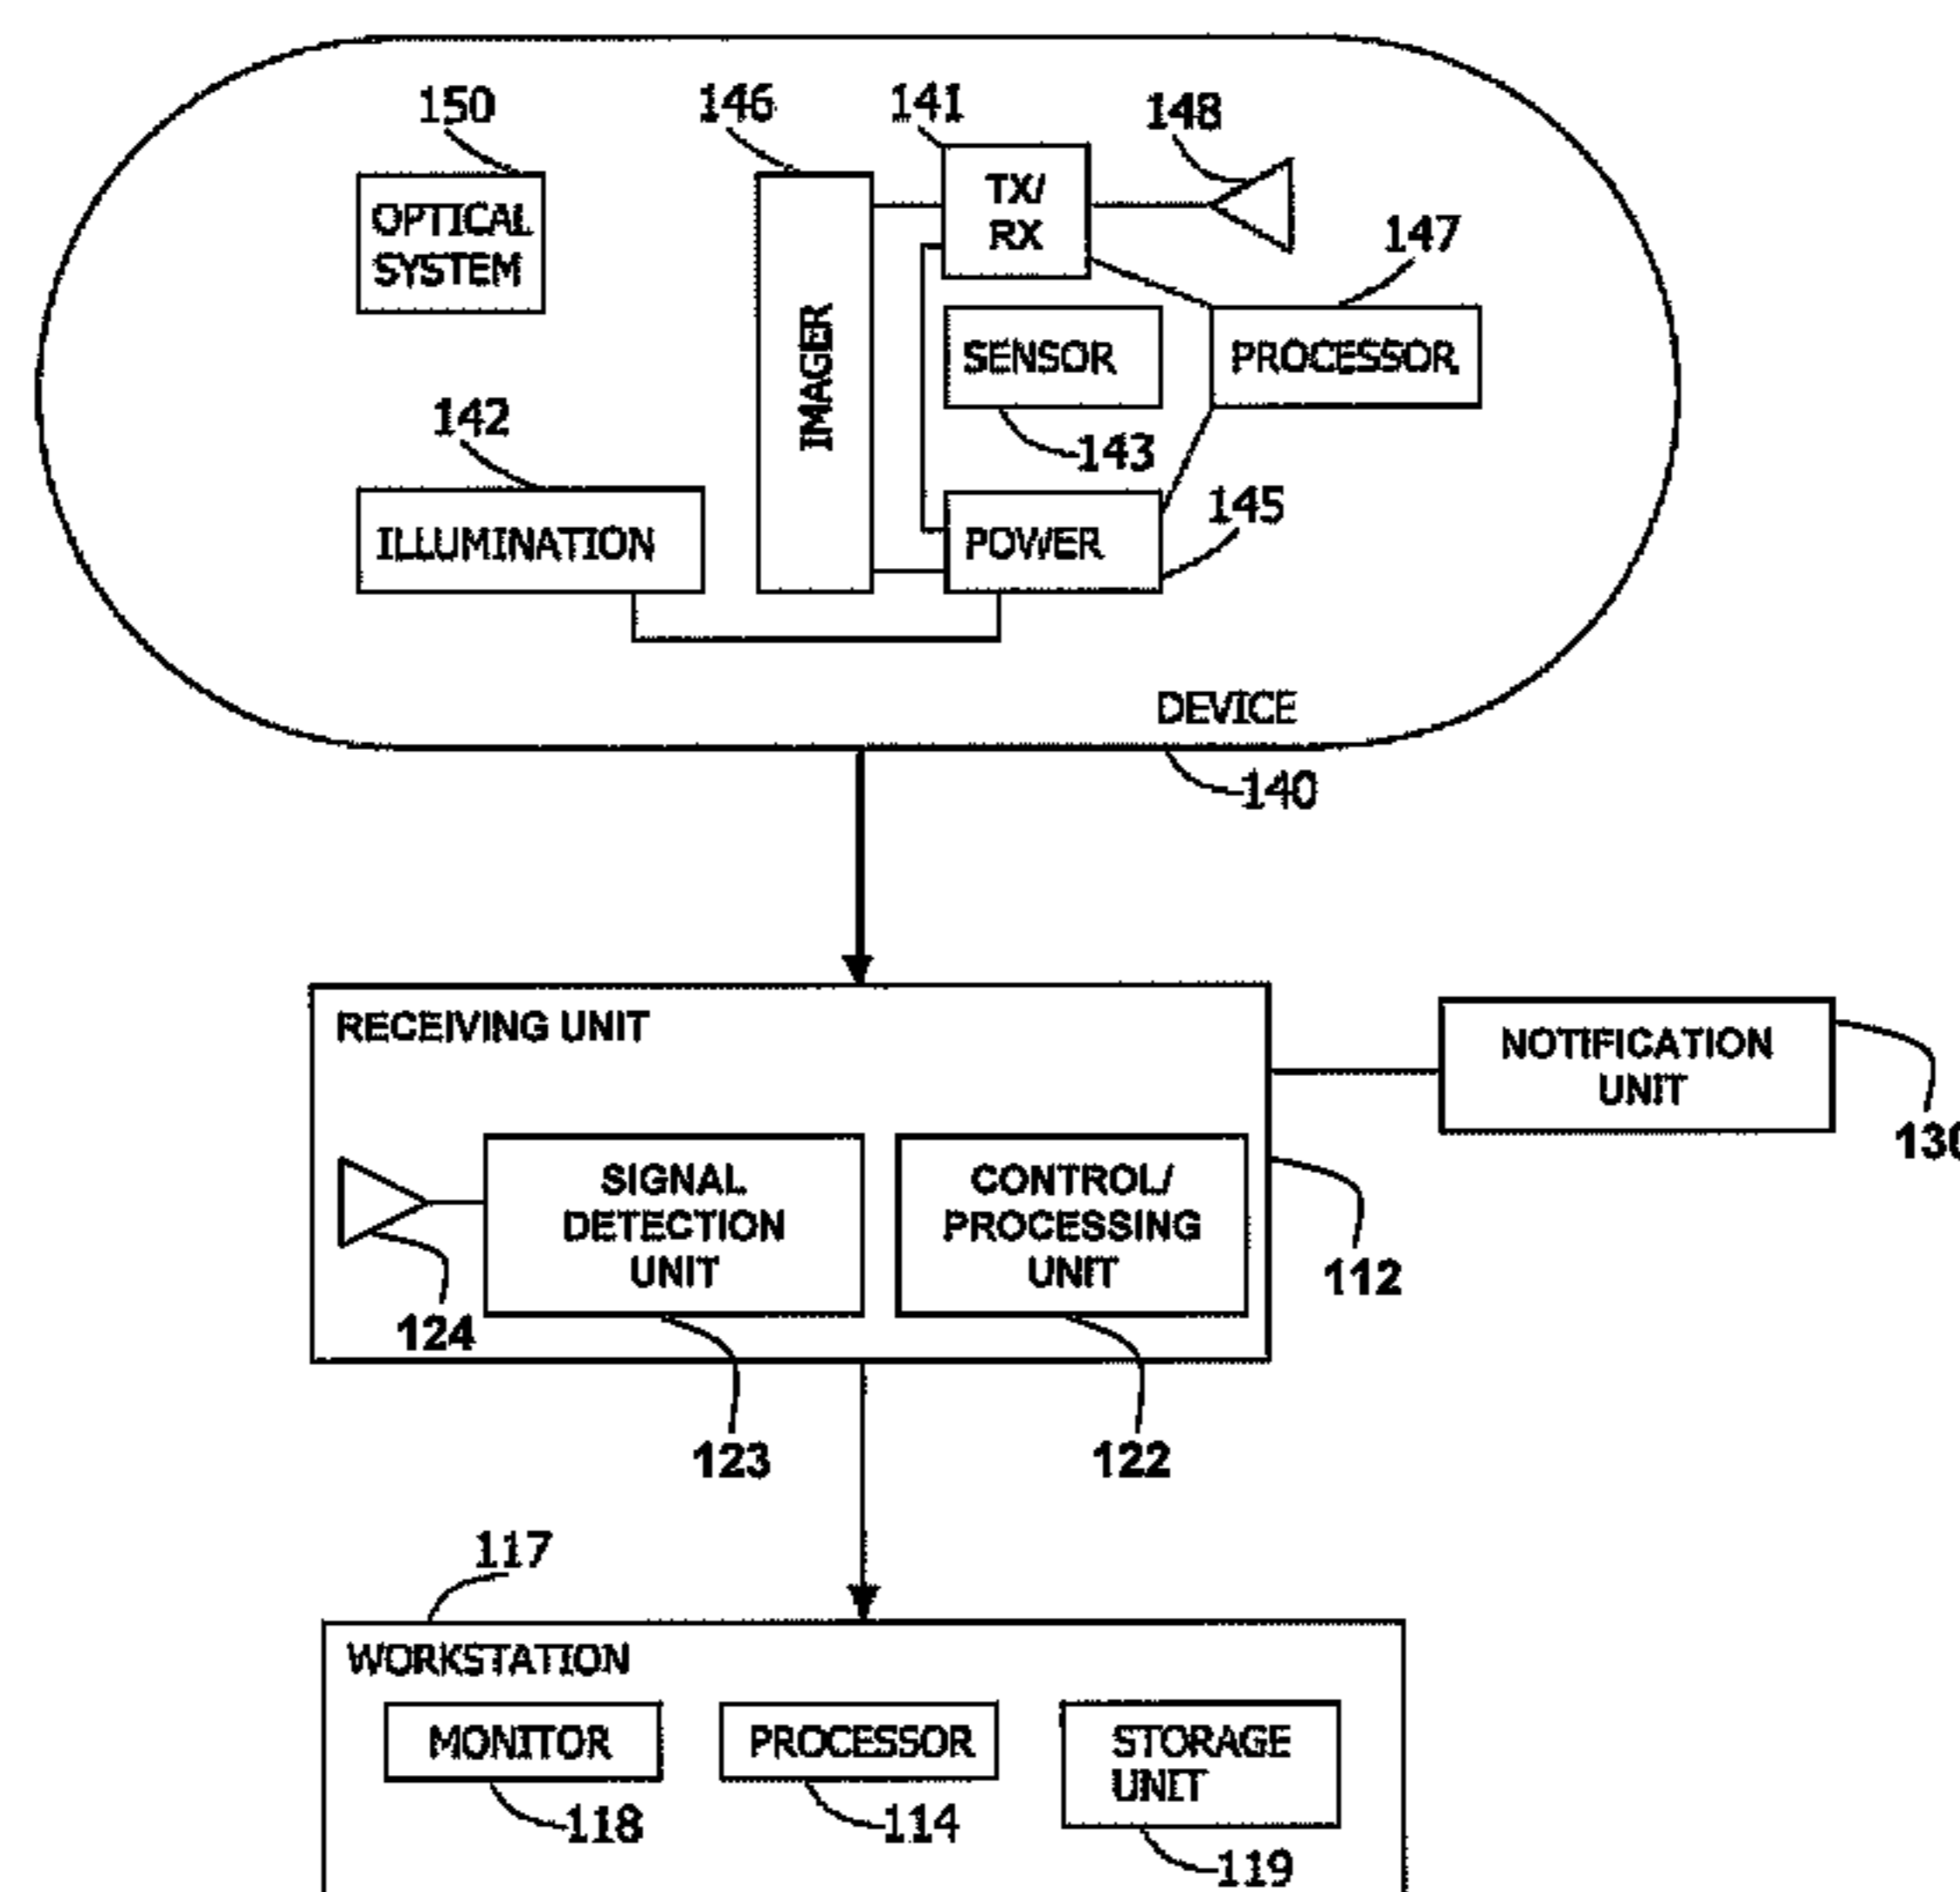 150
146
141
148
OPTICAL
SYSTEM
TX/
RX
147
IMAGER
SENSOR
PROCESSOR
142
143
ILLUMINATION
POWER
145
DEVICE
140
RECEIVING UNIT
NOTIFICATION
UNIT
SIGNAL
DETECTION
UNIT
CONTROL/
PROCESSING
UNIT
112
124
123
122
117
WORKSTATION
MONITOR
PROCESSOR
STORAGE
UNIT
118
114
119